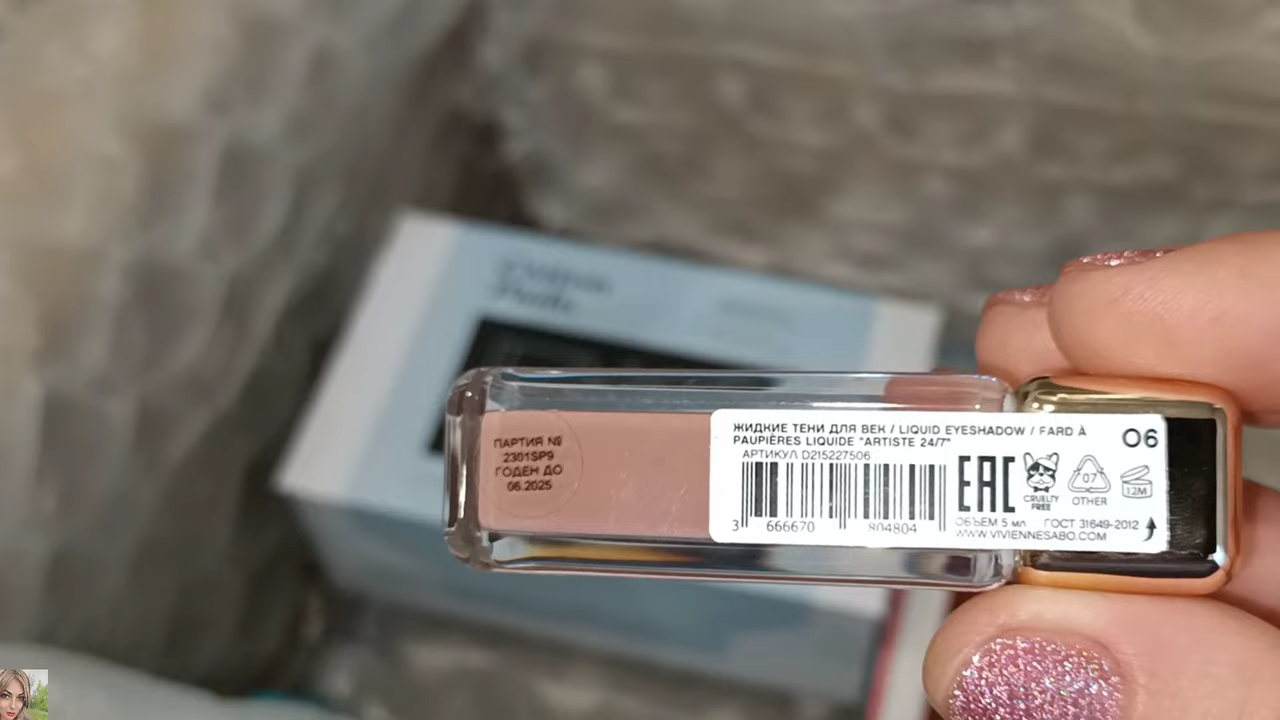 ПАРТИЯ №
2301SP9
ГОДЕН ДО
06.2025
ЖИДКИЕ ТЕНИ ДЛЯ ВЕК / LIQUID EYESHADOW / FARD À
PAUPIÈRES LIQUIDE "ARTISTE 24/7"
06
АРТИКУЛ D215227506
3 666670 804804
EAC
CRUELTY
FREE
07
OTHER
12M
ОБЪЕМ 5 мл ГОСТ 31649-2012
WWW.VIVIENNESABO.COM